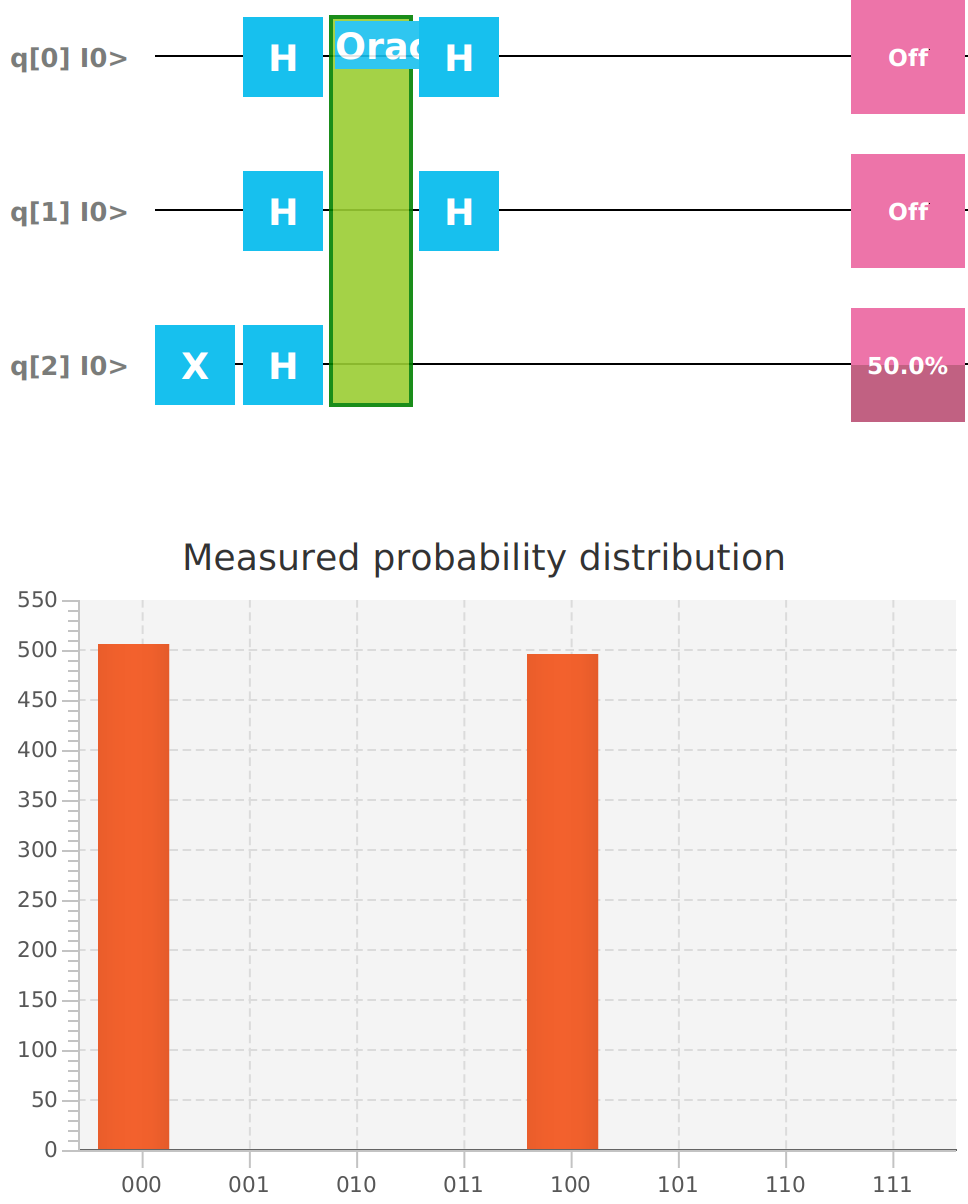 q[0] I0> H Orac H Off
q[1] I0> H H Off
q[2] I0> X H 50.0%
Measured probability distribution
550
500
450
400
350
300
250
200
150
100
50
0
000 001 010 011 100 101 110 111